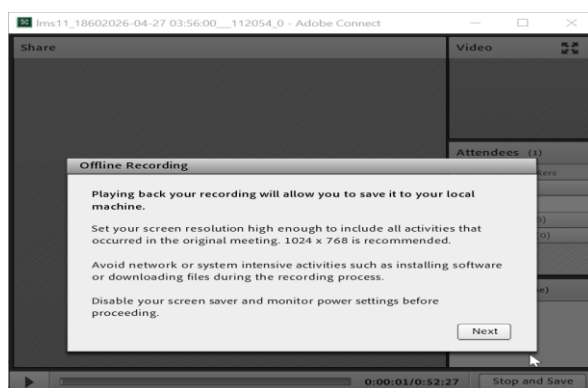 lms11_18602026-04-27 03:56:00__112054_0 - Adobe Connect
Share
Video
Attendees (1)
Offline Recording
Playing back your recording will allow you to save it to your local
machine.
Set your screen resolution high enough to include all activities that
occurred in the original meeting. 1024 x 768 is recommended.
Avoid network or system intensive activities such as installing software
or downloading files during the recording process.
Disable your screen saver and monitor power settings before
proceeding.
Next
0:00:01/0:52:27
Stop and Save